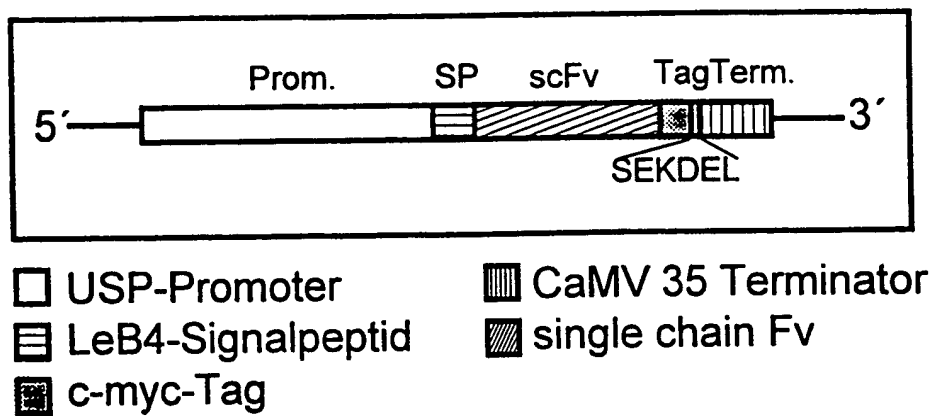 Prom. SP scFv TagTerm.
5´ 3´
SEKDEL
USP-Promoter
LeB4-Signalpeptid
c-myc-Tag
CaMV 35 Terminator
single chain Fv